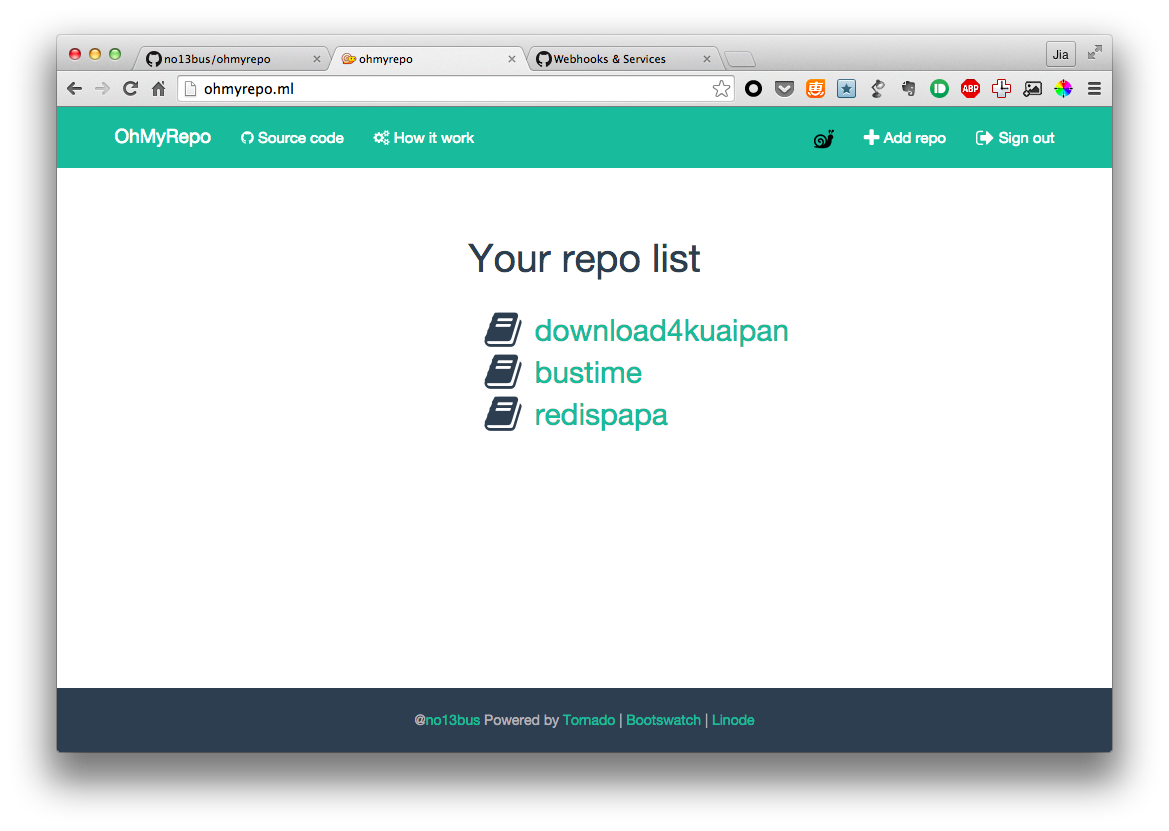 no13bus/ohmyrepo ohmyrepo Webhooks & Services Jia
ohmyrepo.ml 惠 ABP
OhMyRepo Source code How it work Add repo Sign out
Your repo list
download4kuaipan
bustime
redispapa
@no13bus Powered by Tornado | Bootswatch | Linode